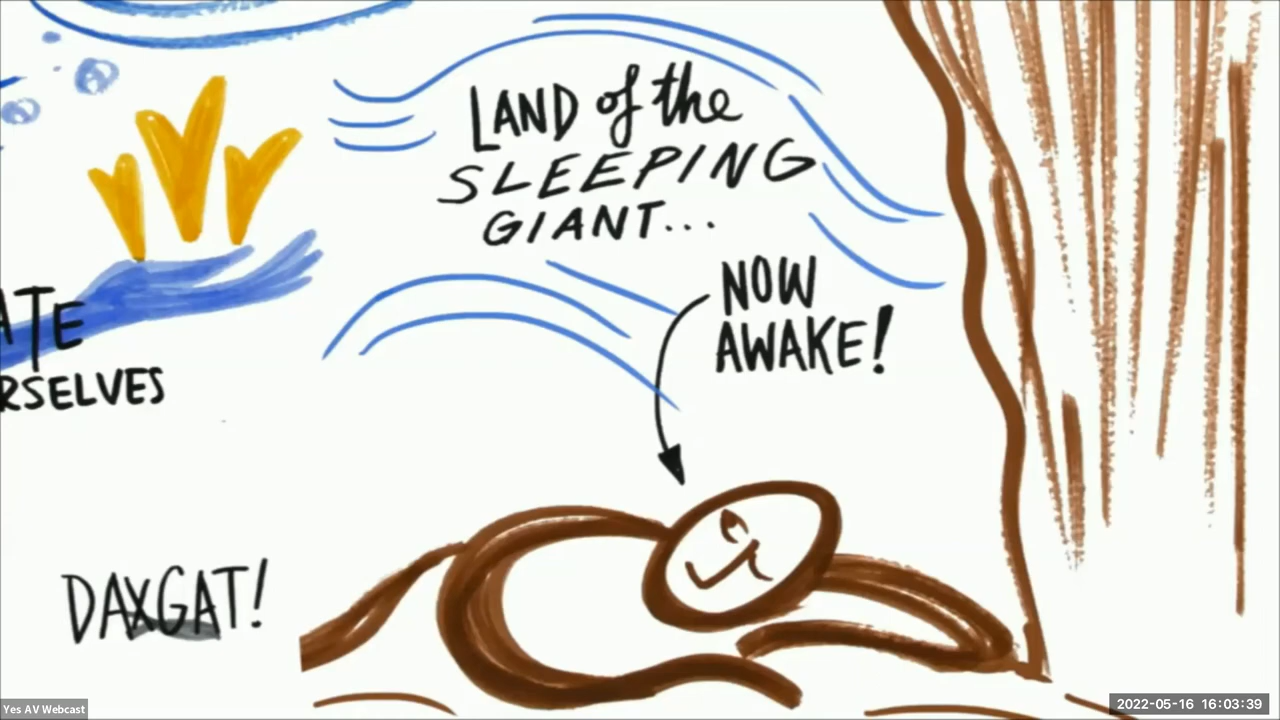 LAND of the
SLEEPING
GIANT...
NOW
AWAKE!
ATE
RSELVES
DAXGAT!
Yes AV Webcast
2022-05-16 16:03:39